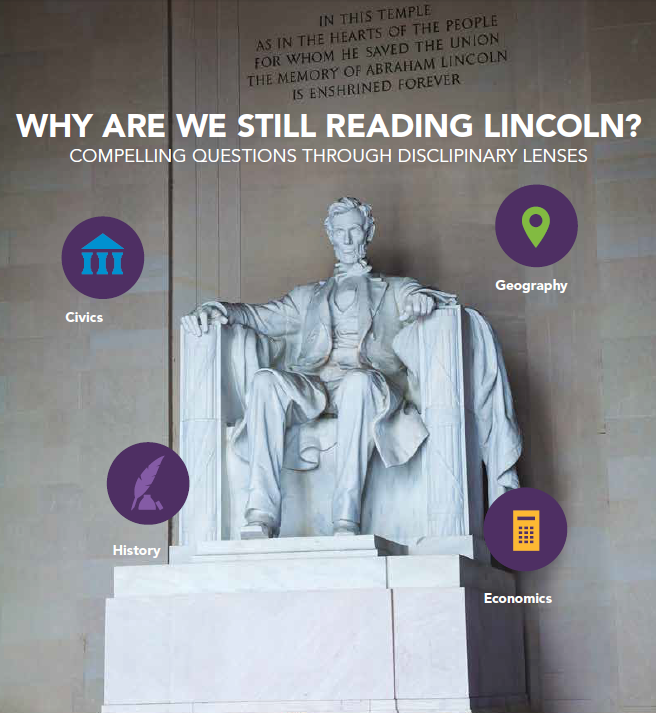 IN THIS TEMPLE
AS IN THE HEARTS OF THE PEOPLE
FOR WHOM HE SAVED THE UNION
THE MEMORY OF ABRAHAM LINCOLN
IS ENSHRINED FOREVER
WHY ARE WE STILL READING LINCOLN?
COMPELLING QUESTIONS THROUGH DISCLIPINARY LENSES
Geography
Civics
History
Economics